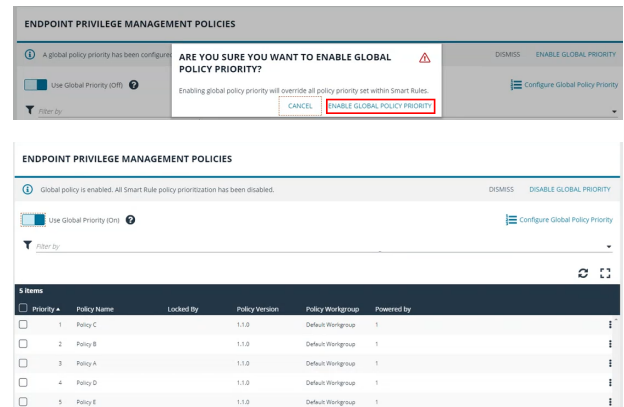 ENDPOINT PRIVILEGE MANAGEMENT POLICIES
A global policy priority has been configured
DISMISS
ENABLE GLOBAL PRIORITY
ARE YOU SURE YOU WANT TO ENABLE GLOBAL
POLICY PRIORITY?
Enabling global policy priority will override all policy priority set within Smart Rules.
CANCEL
ENABLE GLOBAL POLICY PRIORITY
Use Global Priority (Off)
Configure Global Policy Priority
Filter by
ENDPOINT PRIVILEGE MANAGEMENT POLICIES
Global policy is enabled. All Smart Rule policy prioritization has been disabled.
DISMISS
DISABLE GLOBAL PRIORITY
Use Global Priority (On)
Configure Global Policy Priority
Filter by
5 items
Priority Policy Name Locked By Policy Version Policy Workgroup Powered by
1 Policy C 1.1.0 Default Workgroup 1
2 Policy B 1.1.0 Default Workgroup 1
3 Policy A 1.1.0 Default Workgroup 1
4 Policy D 1.1.0 Default Workgroup 1
5 Policy E 1.1.0 Default Workgroup 1